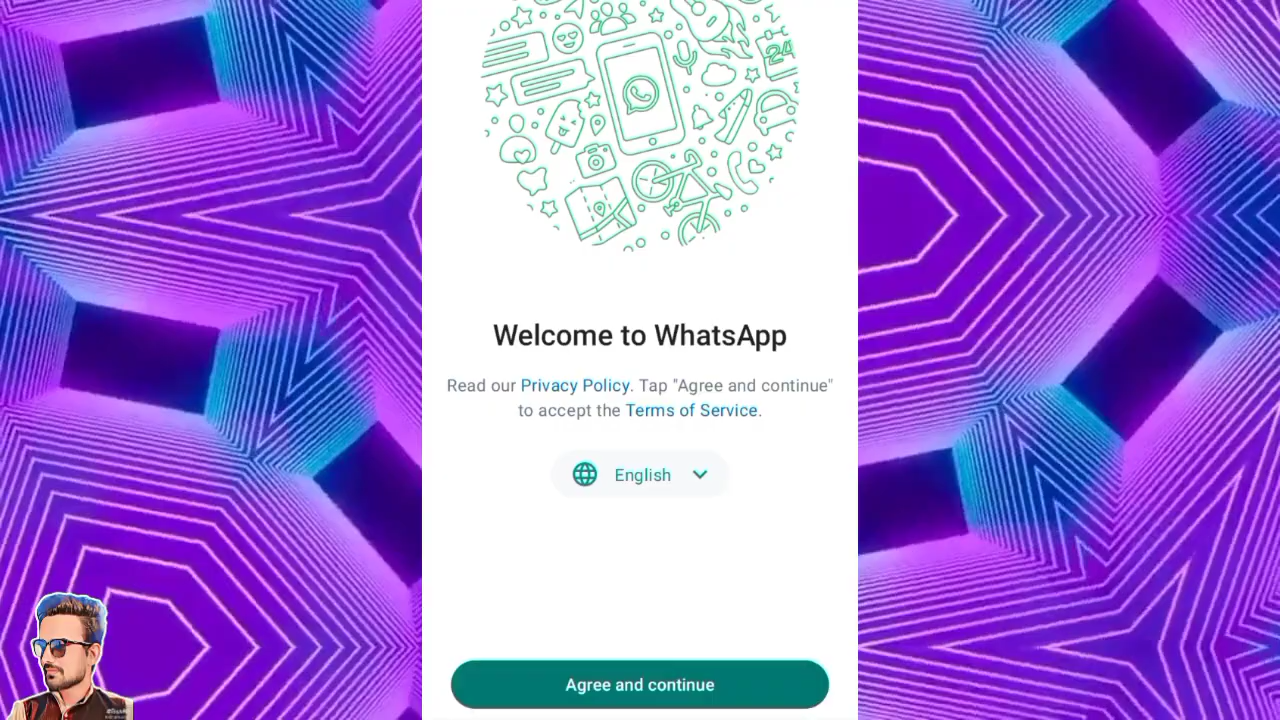 24
Welcome to WhatsApp
Read our Privacy Policy. Tap "Agree and continue"
to accept the Terms of Service.
English
Agree and continue